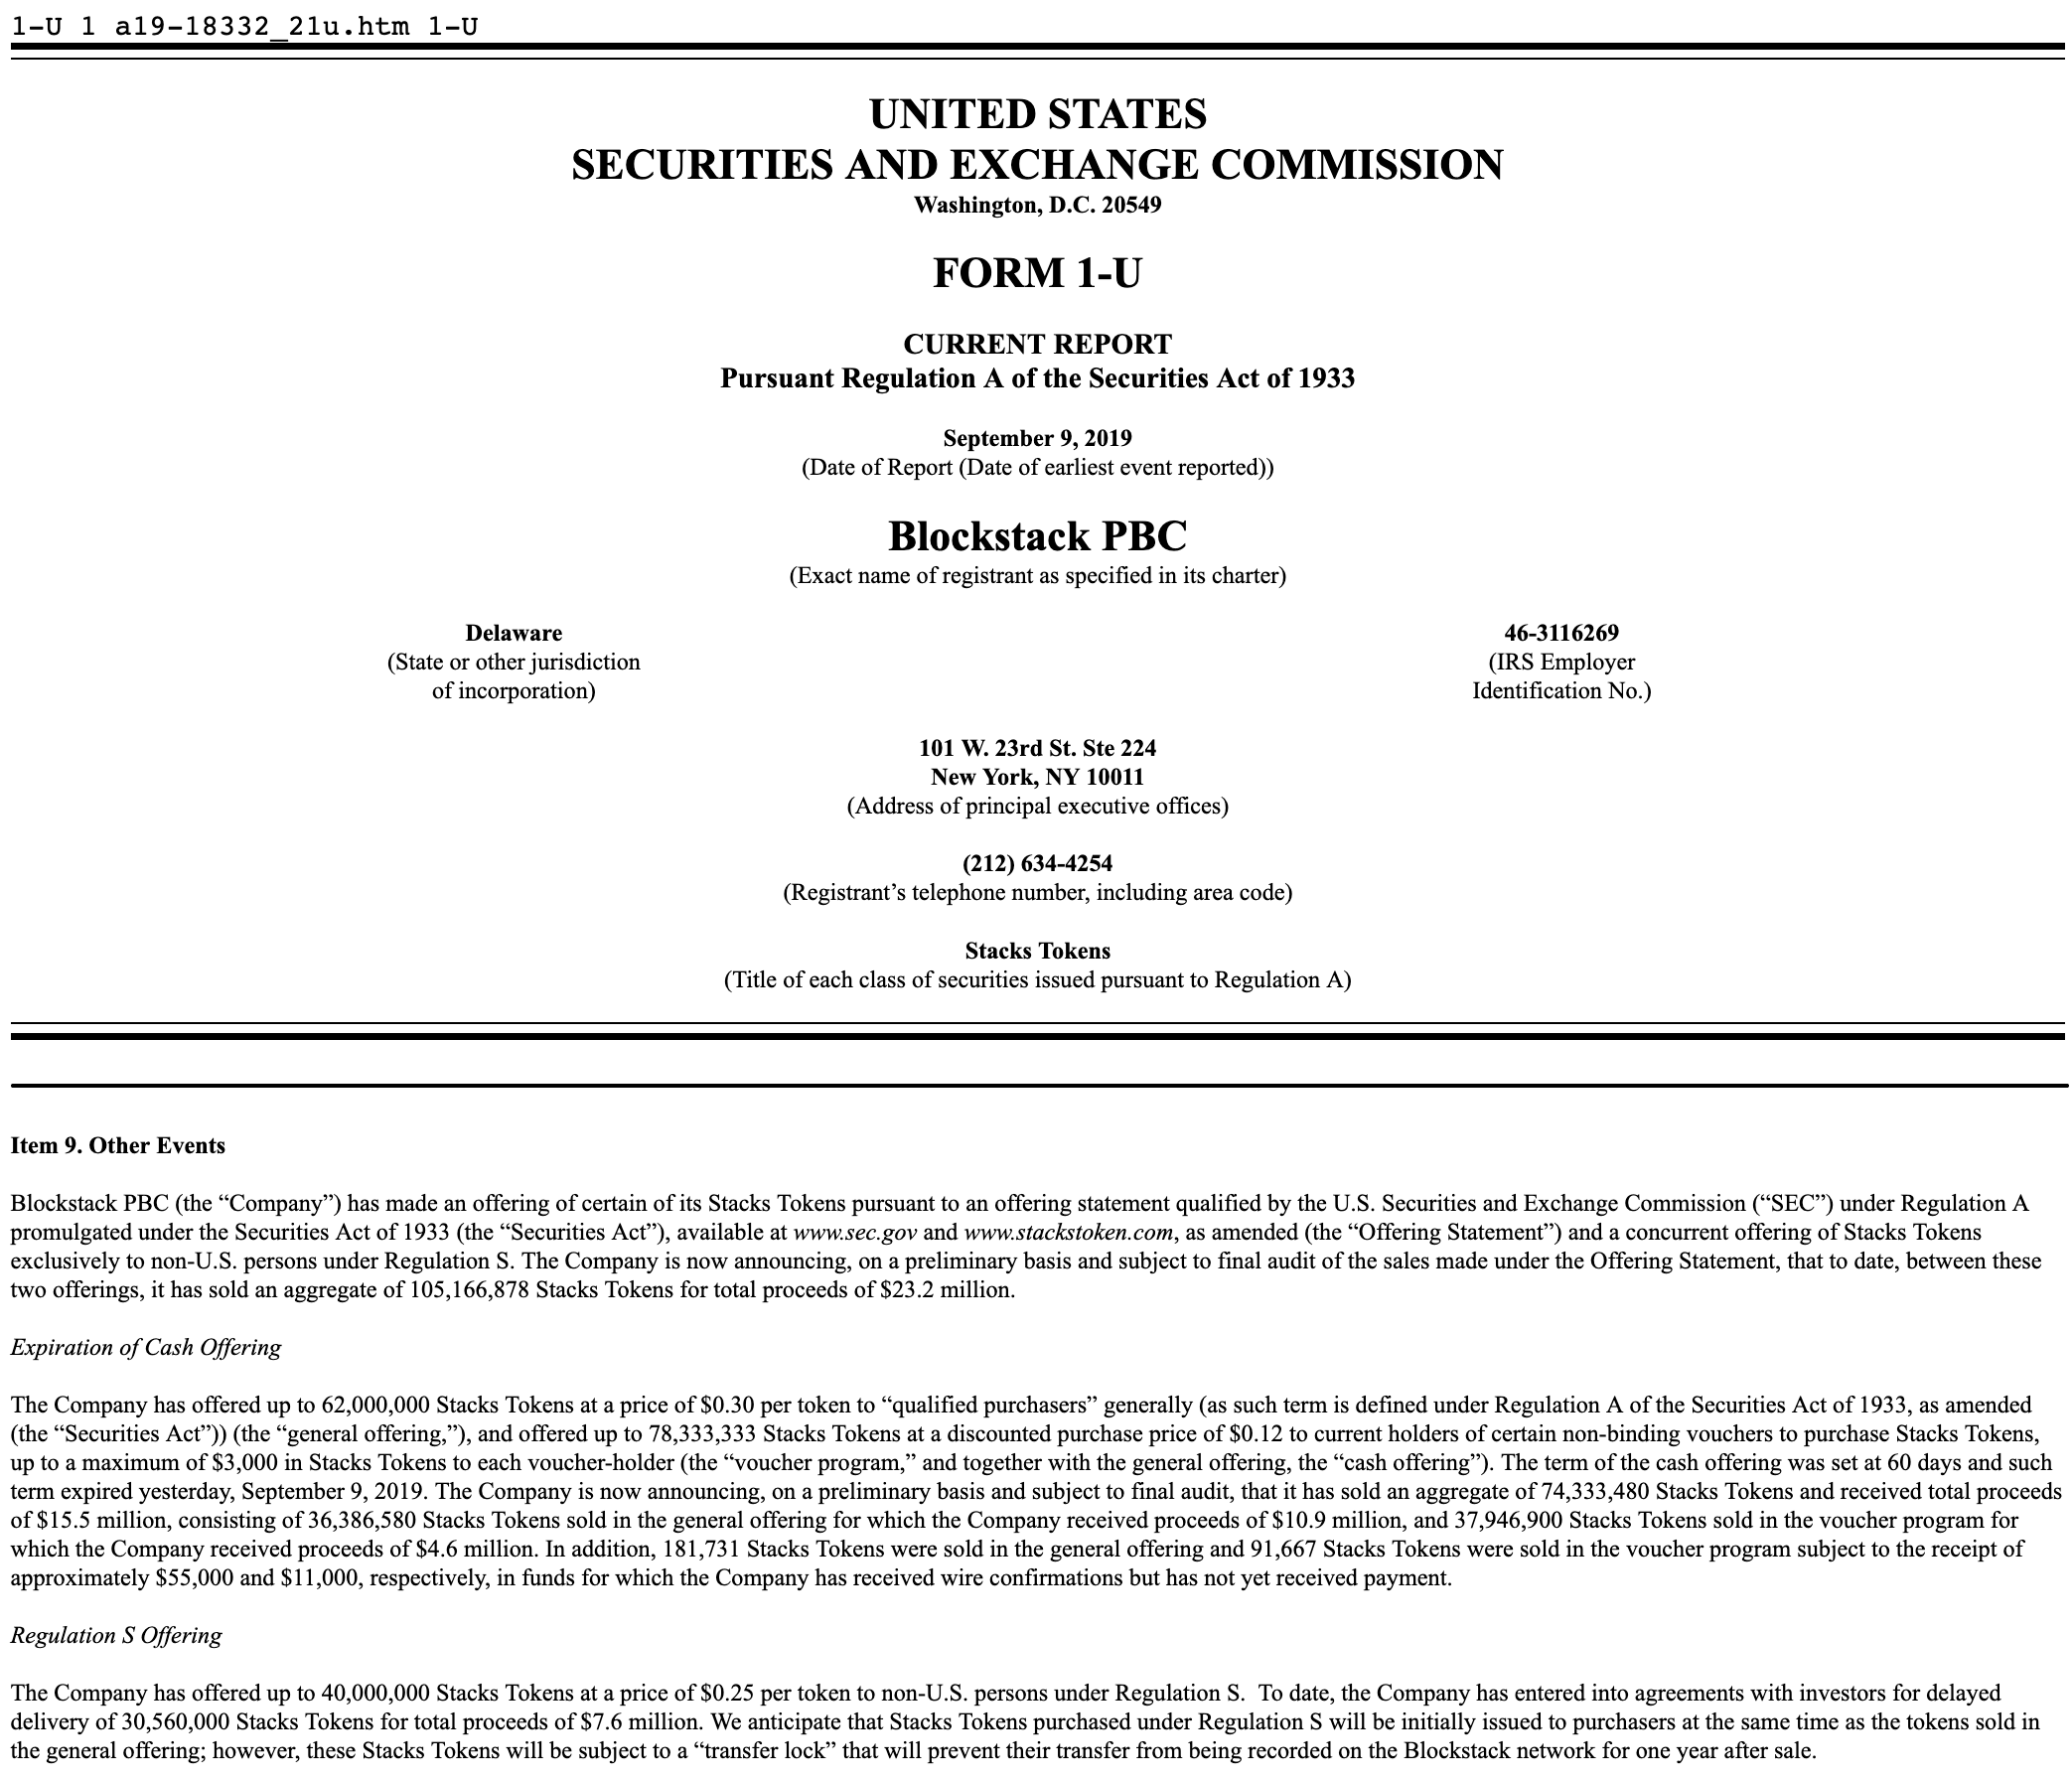 1-U 1 a19-18332_21u.htm 1-U
UNITED STATES
SECURITIES AND EXCHANGE COMMISSION
Washington, D.C. 20549
FORM 1-U
CURRENT REPORT
Pursuant Regulation A of the Securities Act of 1933
September 9, 2019
(Date of Report (Date of earliest event reported))
Blockstack PBC
(Exact name of registrant as specified in its charter)
Delaware
(State or other jurisdiction
of incorporation)
46-3116269
(IRS Employer
Identification No.)
101 W. 23rd St. Ste 224
New York, NY 10011
(Address of principal executive offices)
(212) 634-4254
(Registrant’s telephone number, including area code)
Stacks Tokens
(Title of each class of securities issued pursuant to Regulation A)
Item 9. Other Events
Blockstack PBC (the “Company”) has made an offering of certain of its Stacks Tokens pursuant to an offering statement qualified by the U.S. Securities and Exchange Commission (“SEC”) under Regulation A
promulgated under the Securities Act of 1933 (the “Securities Act”), available at www.sec.gov and www.stackstoken.com, as amended (the “Offering Statement”) and a concurrent offering of Stacks Tokens
exclusively to non-U.S. persons under Regulation S. The Company is now announcing, on a preliminary basis and subject to final audit of the sales made under the Offering Statement, that to date, between these
two offerings, it has sold an aggregate of 105,166,878 Stacks Tokens for total proceeds of $23.2 million.
Expiration of Cash Offering
The Company has offered up to 62,000,000 Stacks Tokens at a price of $0.30 per token to “qualified purchasers” generally (as such term is defined under Regulation A of the Securities Act of 1933, as amended
(the “Securities Act”)) (the “general offering,”), and offered up to 78,333,333 Stacks Tokens at a discounted purchase price of $0.12 to current holders of certain non-binding vouchers to purchase Stacks Tokens,
up to a maximum of $3,000 in Stacks Tokens to each voucher-holder (the “voucher program,” and together with the general offering, the “cash offering”). The term of the cash offering was set at 60 days and such
term expired yesterday, September 9, 2019. The Company is now announcing, on a preliminary basis and subject to final audit, that it has sold an aggregate of 74,333,480 Stacks Tokens and received total proceeds
of $15.5 million, consisting of 36,386,580 Stacks Tokens sold in the general offering for which the Company received proceeds of $10.9 million, and 37,946,900 Stacks Tokens sold in the voucher program for
which the Company received proceeds of $4.6 million. In addition, 181,731 Stacks Tokens were sold in the general offering and 91,667 Stacks Tokens were sold in the voucher program subject to the receipt of
approximately $55,000 and $11,000, respectively, in funds for which the Company has received wire confirmations but has not yet received payment.
Regulation S Offering
The Company has offered up to 40,000,000 Stacks Tokens at a price of $0.25 per token to non-U.S. persons under Regulation S.  To date, the Company has entered into agreements with investors for delayed
delivery of 30,560,000 Stacks Tokens for total proceeds of $7.6 million. We anticipate that Stacks Tokens purchased under Regulation S will be initially issued to purchasers at the same time as the tokens sold in
the general offering; however, these Stacks Tokens will be subject to a “transfer lock” that will prevent their transfer from being recorded on the Blockstack network for one year after sale.